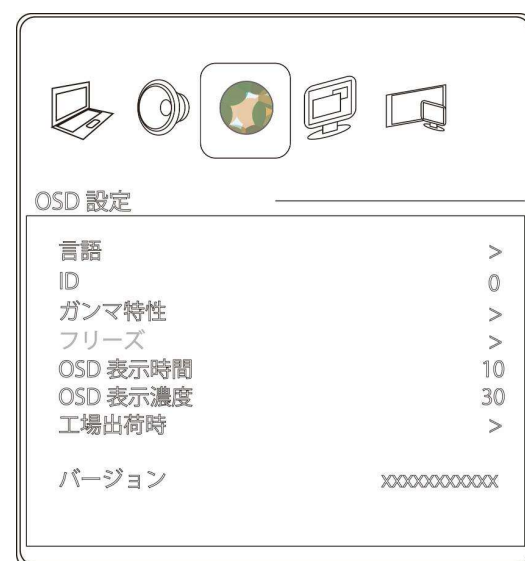 OSD 設定
言語 >
ID 0
ガンマ特性 >
フリーズ >
OSD 表示時間 10
OSD 表示濃度 30
工場出荷時 >
バージョン xxxxxxxxxxx